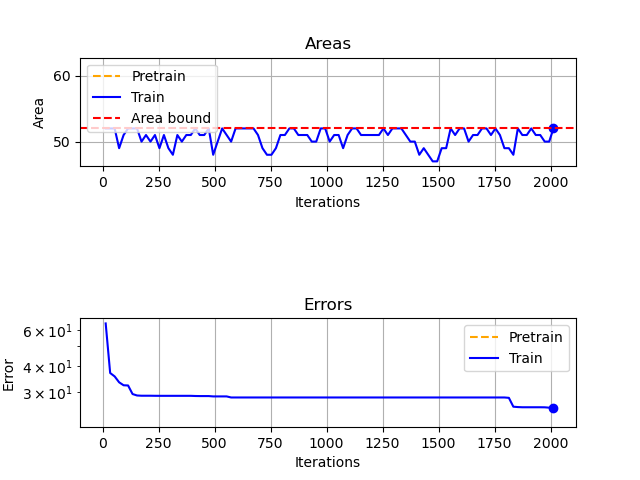 Areas
Area
60
50
Pretrain
Train
Area bound
0 250 500 750 1000 1250 1500 1750 2000
Iterations
Errors
Error
6 × 10¹
4 × 10¹
3 × 10¹
Pretrain
Train
0 250 500 750 1000 1250 1500 1750 2000
Iterations